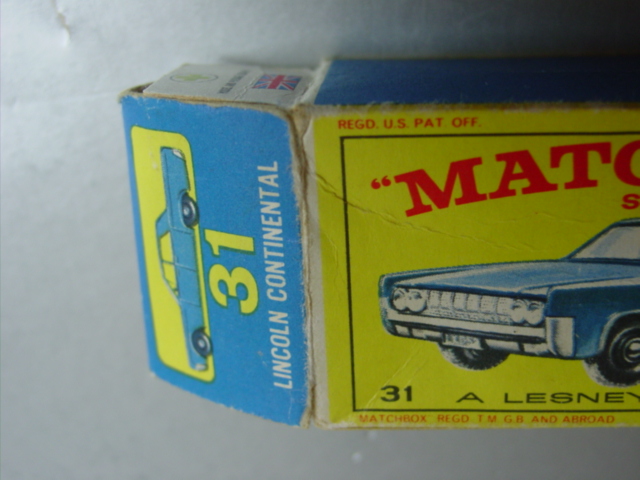 31
LINCOLN CONTINENTAL
REGD. U.S. PAT OFF.
"MATC
S
31 A LESNEY
MATCHBOX REGD. T.M. G.B. AND ABROAD